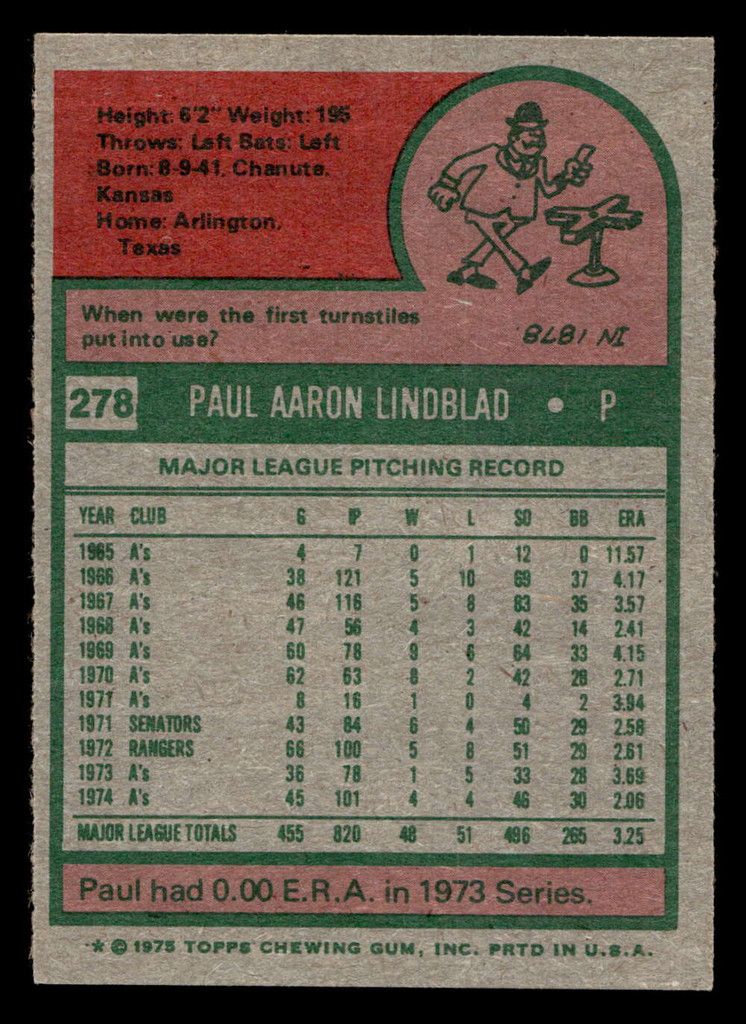 Height: 6'2" Weight: 195
Throws: Left Bats: Left
Born: 8-9-41, Chanute,
Kansas
Home: Arlington,
Texas
When were the first turnstiles
put into use?
IN 1878
278 PAUL AARON LINDBLAD • P
MAJOR LEAGUE PITCHING RECORD
YEAR CLUB G IP W L SO BB ERA
1965 A's 4 7 0 1 12 0 11.57
1966 A's 38 121 5 10 69 37 4.17
1967 A's 46 116 5 8 83 35 3.57
1968 A's 47 56 4 3 42 14 2.41
1969 A's 60 78 9 6 64 33 4.15
1970 A's 62 63 8 2 42 28 2.71
1971 A's 8 16 1 0 4 2 3.94
1971 SENATORS 43 84 6 4 50 29 2.58
1972 RANGERS 66 100 5 8 51 29 2.61
1973 A's 36 78 1 5 33 28 3.69
1974 A's 45 101 4 4 46 30 2.06
MAJOR LEAGUE TOTALS 455 820 48 51 496 265 3.25
Paul had 0.00 E.R.A. in 1973 Series.
* © 1975 TOPPS CHEWING GUM, INC. PRTD IN U.S.A.